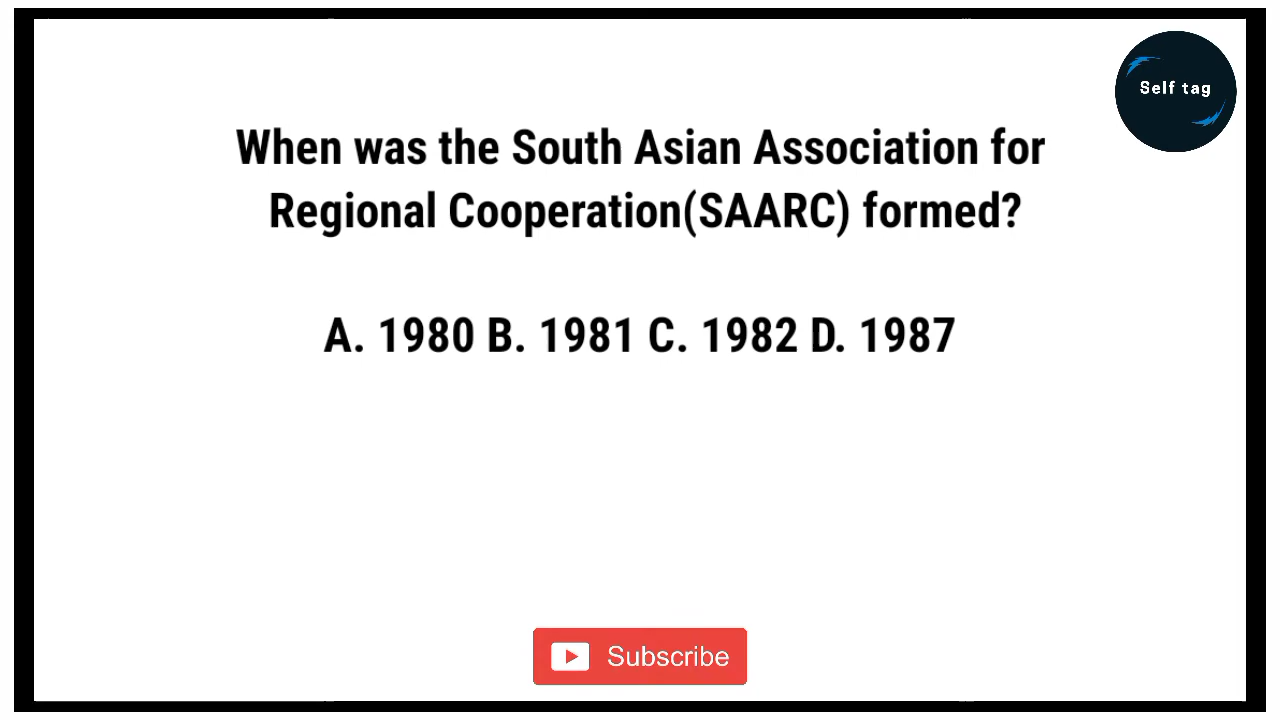 Self tag
When was the South Asian Association for
Regional Cooperation(SAARC) formed?
A. 1980 B. 1981 C. 1982 D. 1987
Subscribe